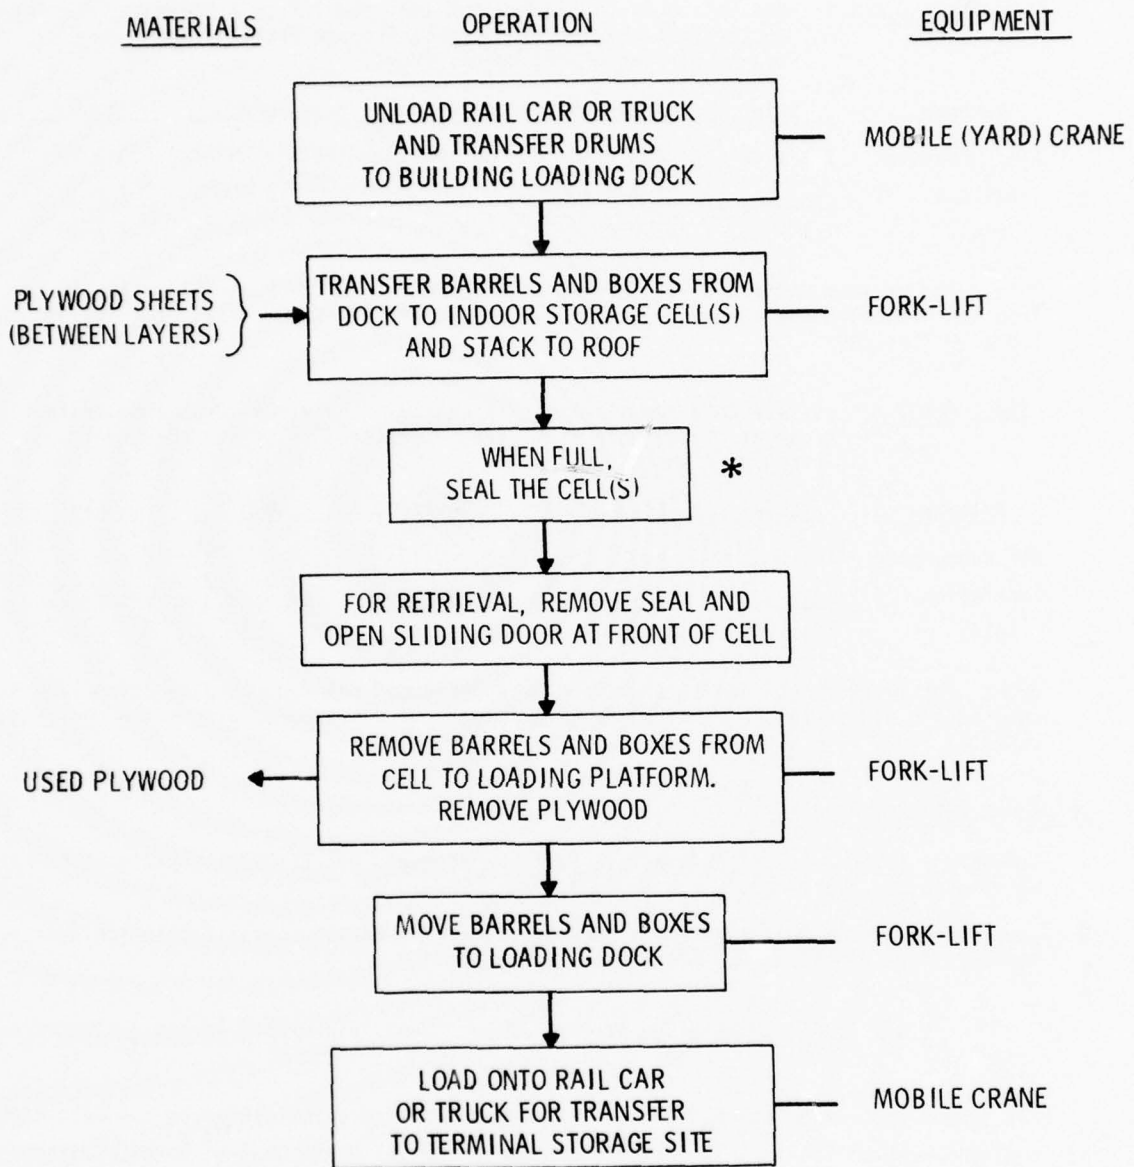 MATERIALS OPERATION EQUIPMENT
UNLOAD RAIL CAR OR TRUCK
AND TRANSFER DRUMS
TO BUILDING LOADING DOCK
MOBILE (YARD) CRANE
PLYWOOD SHEETS
(BETWEEN LAYERS)
TRANSFER BARRELS AND BOXES FROM
DOCK TO INDOOR STORAGE CELL(S)
AND STACK TO ROOF
FORK-LIFT
WHEN FULL,
SEAL THE CELL(S)
*
FOR RETRIEVAL, REMOVE SEAL AND
OPEN SLIDING DOOR AT FRONT OF CELL
USED PLYWOOD
REMOVE BARRELS AND BOXES FROM
CELL TO LOADING PLATFORM.
REMOVE PLYWOOD
FORK-LIFT
MOVE BARRELS AND BOXES
TO LOADING DOCK
FORK-LIFT
LOAD ONTO RAIL CAR
OR TRUCK FOR TRANSFER
TO TERMINAL STORAGE SITE
MOBILE CRANE